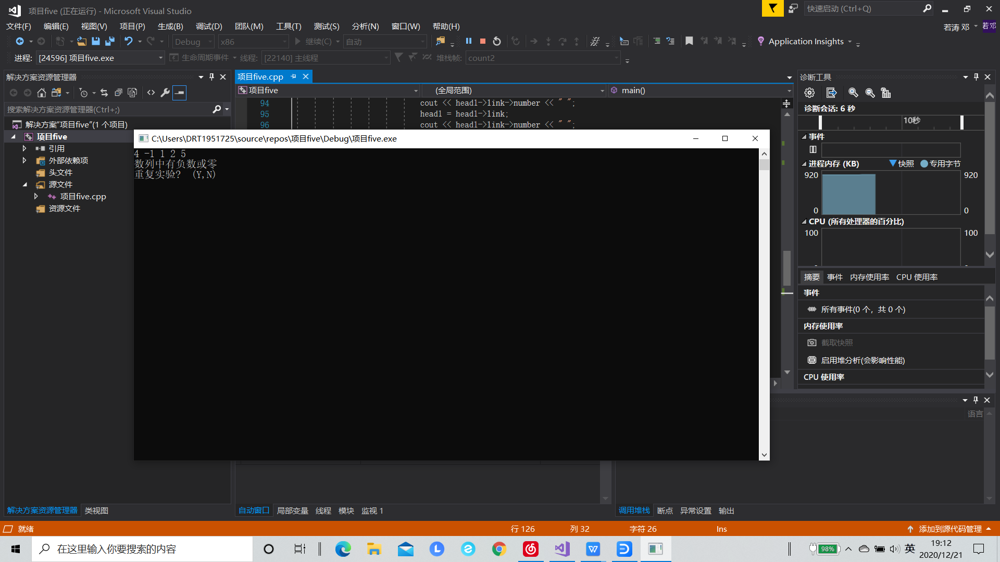 项目five (正在运行) - Microsoft Visual Studio
快速启动 (Ctrl+Q)
文件(F) 编辑(E) 视图(V) 项目(P) 生成(B) 调试(D) 团队(M) 工具(T) 测试(S) 分析(N) 窗口(W) 帮助(H)
若涛 邓 若邓
Debug x86 继续(C) 自动 Application Insights
进程: [24596] 项目five.exe 生命周期事件 线程: [22140] 主线程 堆栈帧: count2
解决方案资源管理器
搜索解决方案资源管理器(Ctrl+;)
解决方案"项目five"(1 个项目)
项目five
引用
外部依赖项
头文件
源文件
项目five.cpp
资源文件
项目five.cpp
项目five (全局范围) main()
94 cout << head1->link->number << " ";
95 head1 = head1->link;
96 cout << head1->link->number << " ";
C:\Users\DRT1951725\source\repos\项目five\Debug\项目five.exe
4 -1 1 2 5
数列中有负数或零
重复实验? (Y,N)
诊断工具
诊断会话: 6 秒
10秒
事件
进程内存 (KB) 快照 专用字节
920 920
0 0
CPU (所有处理器的百分比)
100 100
摘要 事件 内存使用率 CPU 使用率
事件
所有事件(0 个，共 0 个)
内存使用率
截取快照
启用堆分析(会影响性能)
CPU 使用率
语言
解决方案资源管理器 类视图
自动窗口 局部变量 线程 模块 监视 1
调用堆栈 断点 异常设置 输出
就绪 行 126 列 32 字符 26 Ins 添加到源代码管理
在这里输入你要搜索的内容
98% 英 19:12
2020/12/21